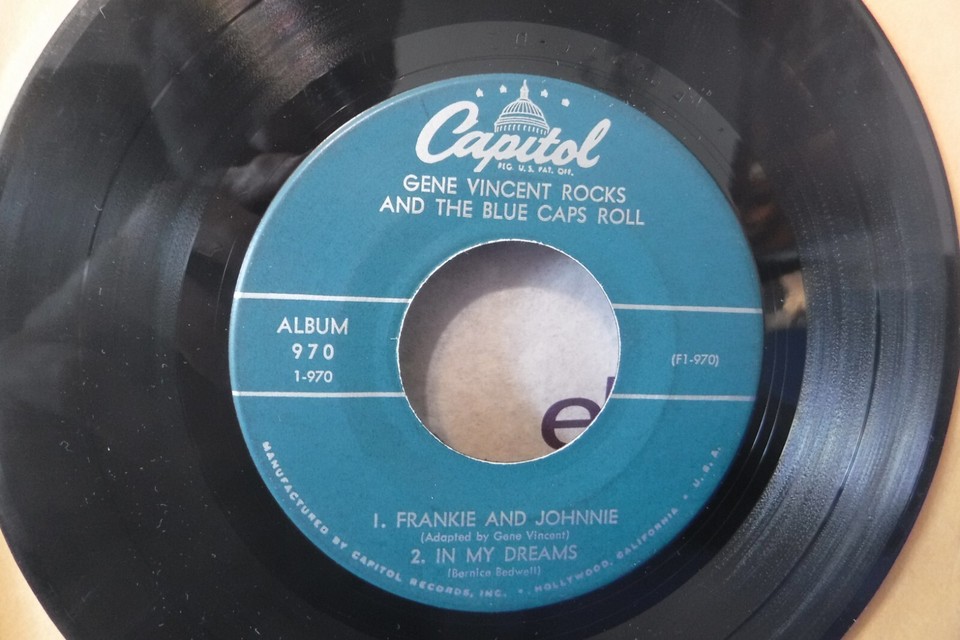 Capitol
REG. U.S. PAT. OFF.
GENE VINCENT ROCKS
AND THE BLUE CAPS ROLL
ALBUM
970
1-970
(F1-970)
e
1. FRANKIE AND JOHNNIE
(Adapted by Gene Vincent)
2. IN MY DREAMS
(Bernice Bedwell)
MANUFACTURED BY CAPITOL RECORDS, INC. • HOLLYWOOD, CALIFORNIA • U.S.A.